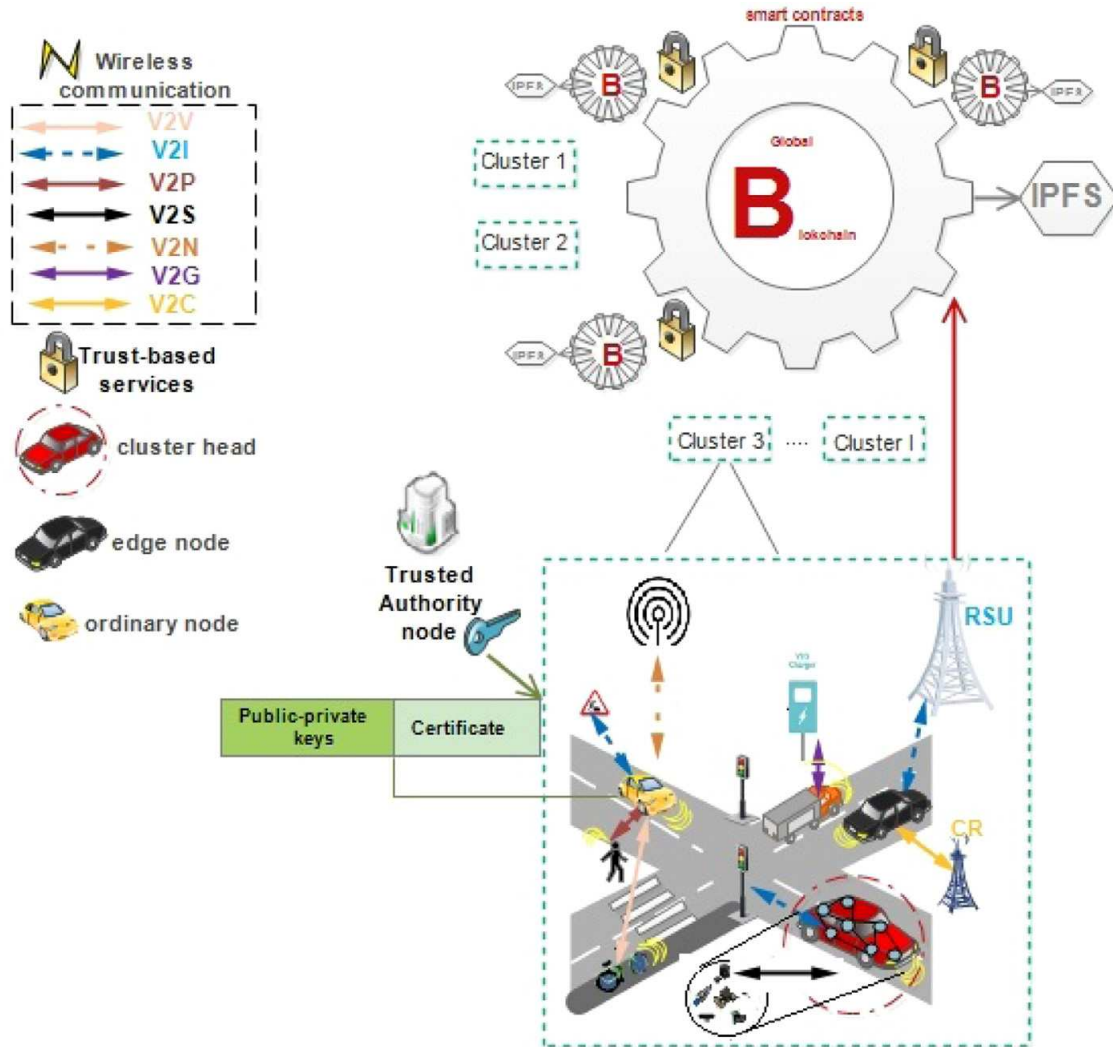 smart contracts
Wireless
communication
V2V
V2I
V2P
V2S
V2N
V2G
V2C
Trust-based
services
cluster head
edge node
ordinary node
IPFS
B
B
IPFS
Cluster 1
Cluster 2
Global
B
lokchain
IPFS
IPFS
B
Cluster 3
....
Cluster I
Trusted
Authority
node
Public-private
keys
Certificate
RSU
Charger
CR